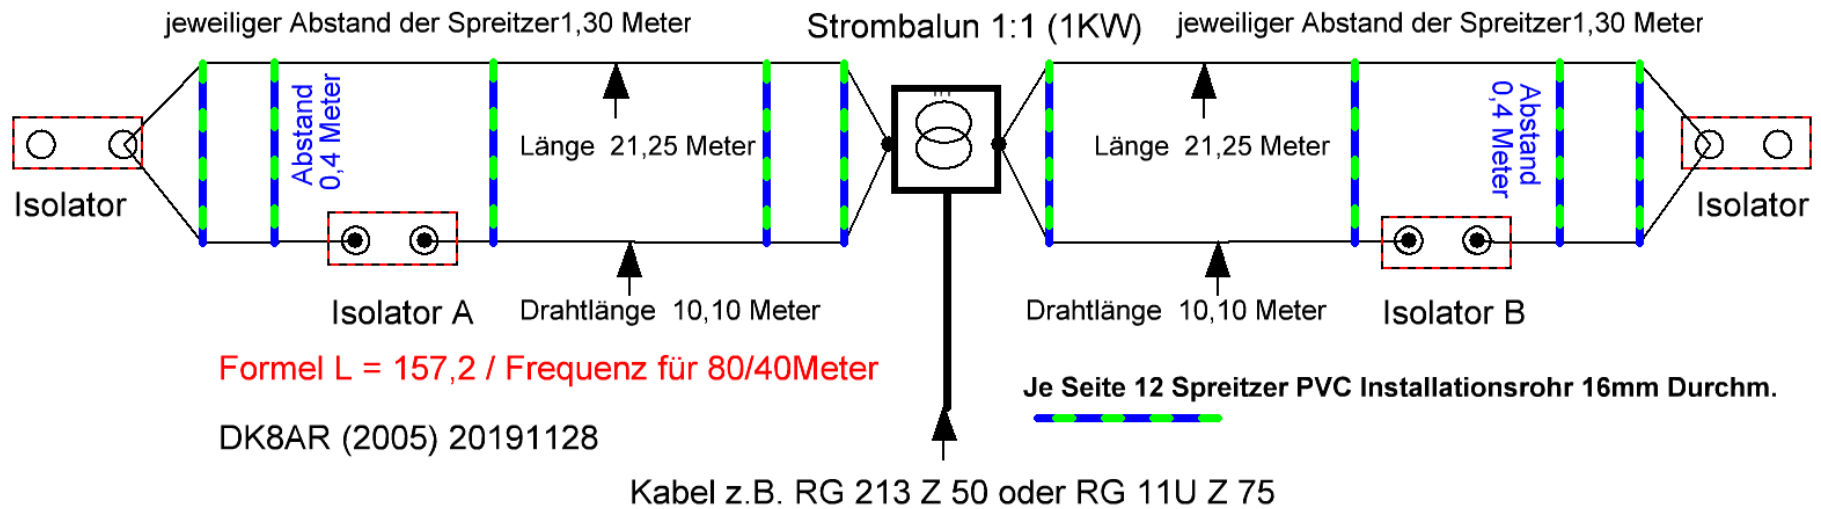 jeweiliger Abstand der Spreitzer1,30 Meter
Strombalun 1:1 (1KW)
jeweiliger Abstand der Spreitzer1,30 Meter
Abstand
0,4 Meter
Länge 21,25 Meter
Länge 21,25 Meter
Abstand
0,4 Meter
Isolator
Isolator
Isolator A
Drahtlänge 10,10 Meter
Drahtlänge 10,10 Meter
Isolator B
Formel L = 157,2 / Frequenz für 80/40Meter
Je Seite 12 Spreitzer PVC Installationsrohr 16mm Durchm.
DK8AR (2005) 20191128
Kabel z.B. RG 213 Z 50 oder RG 11U Z 75